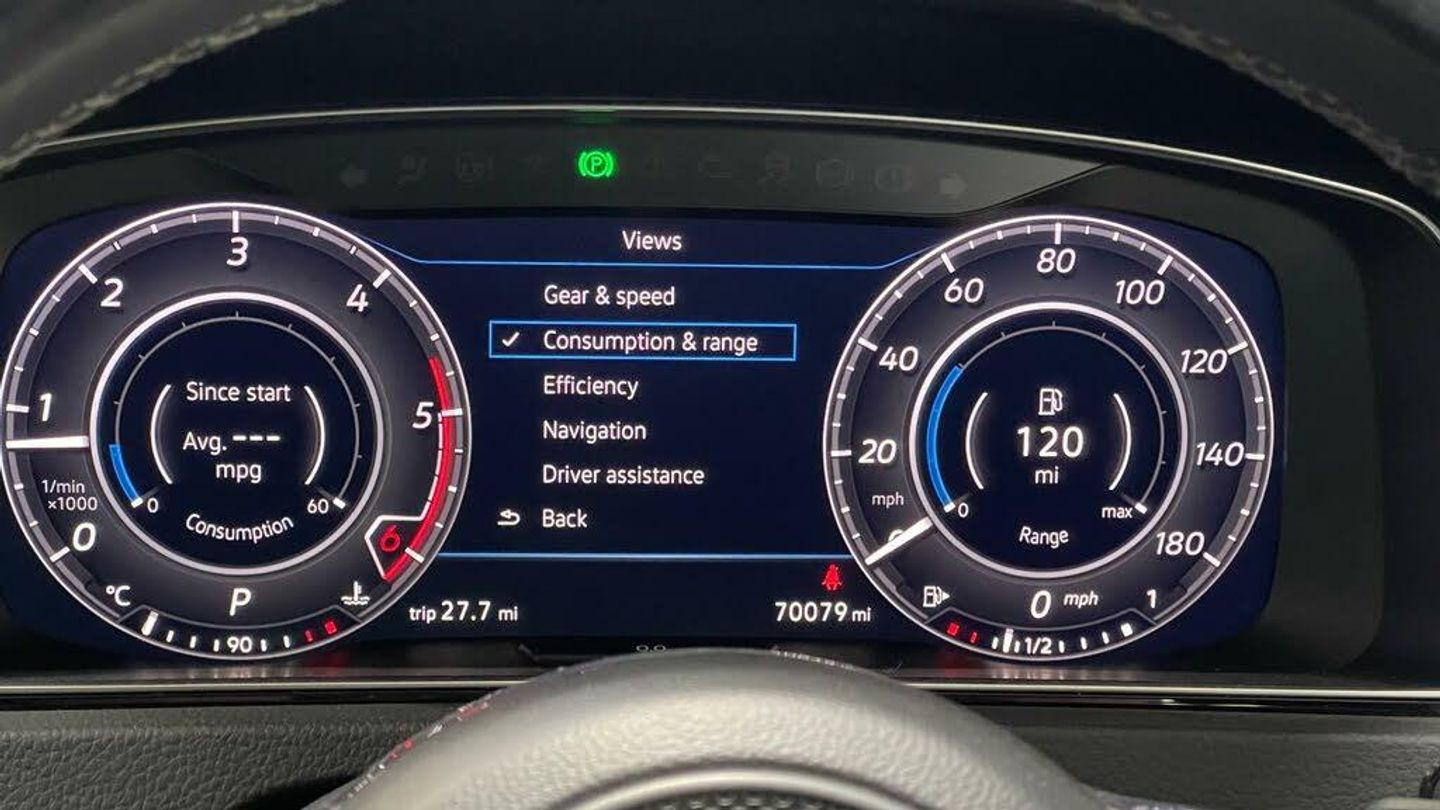 P
Views
Gear & speed
Consumption & range
Efficiency
Navigation
Driver assistance
Back
0
1
2
3
4
5
6
1/min
x1000
Since start
Avg. ---
mpg
0
60
Consumption
°C
P
90
trip 27.7 mi
70079 mi
0
20
40
60
80
100
120
140
180
mph
120
mi
0
max
Range
0 mph
1/2
1